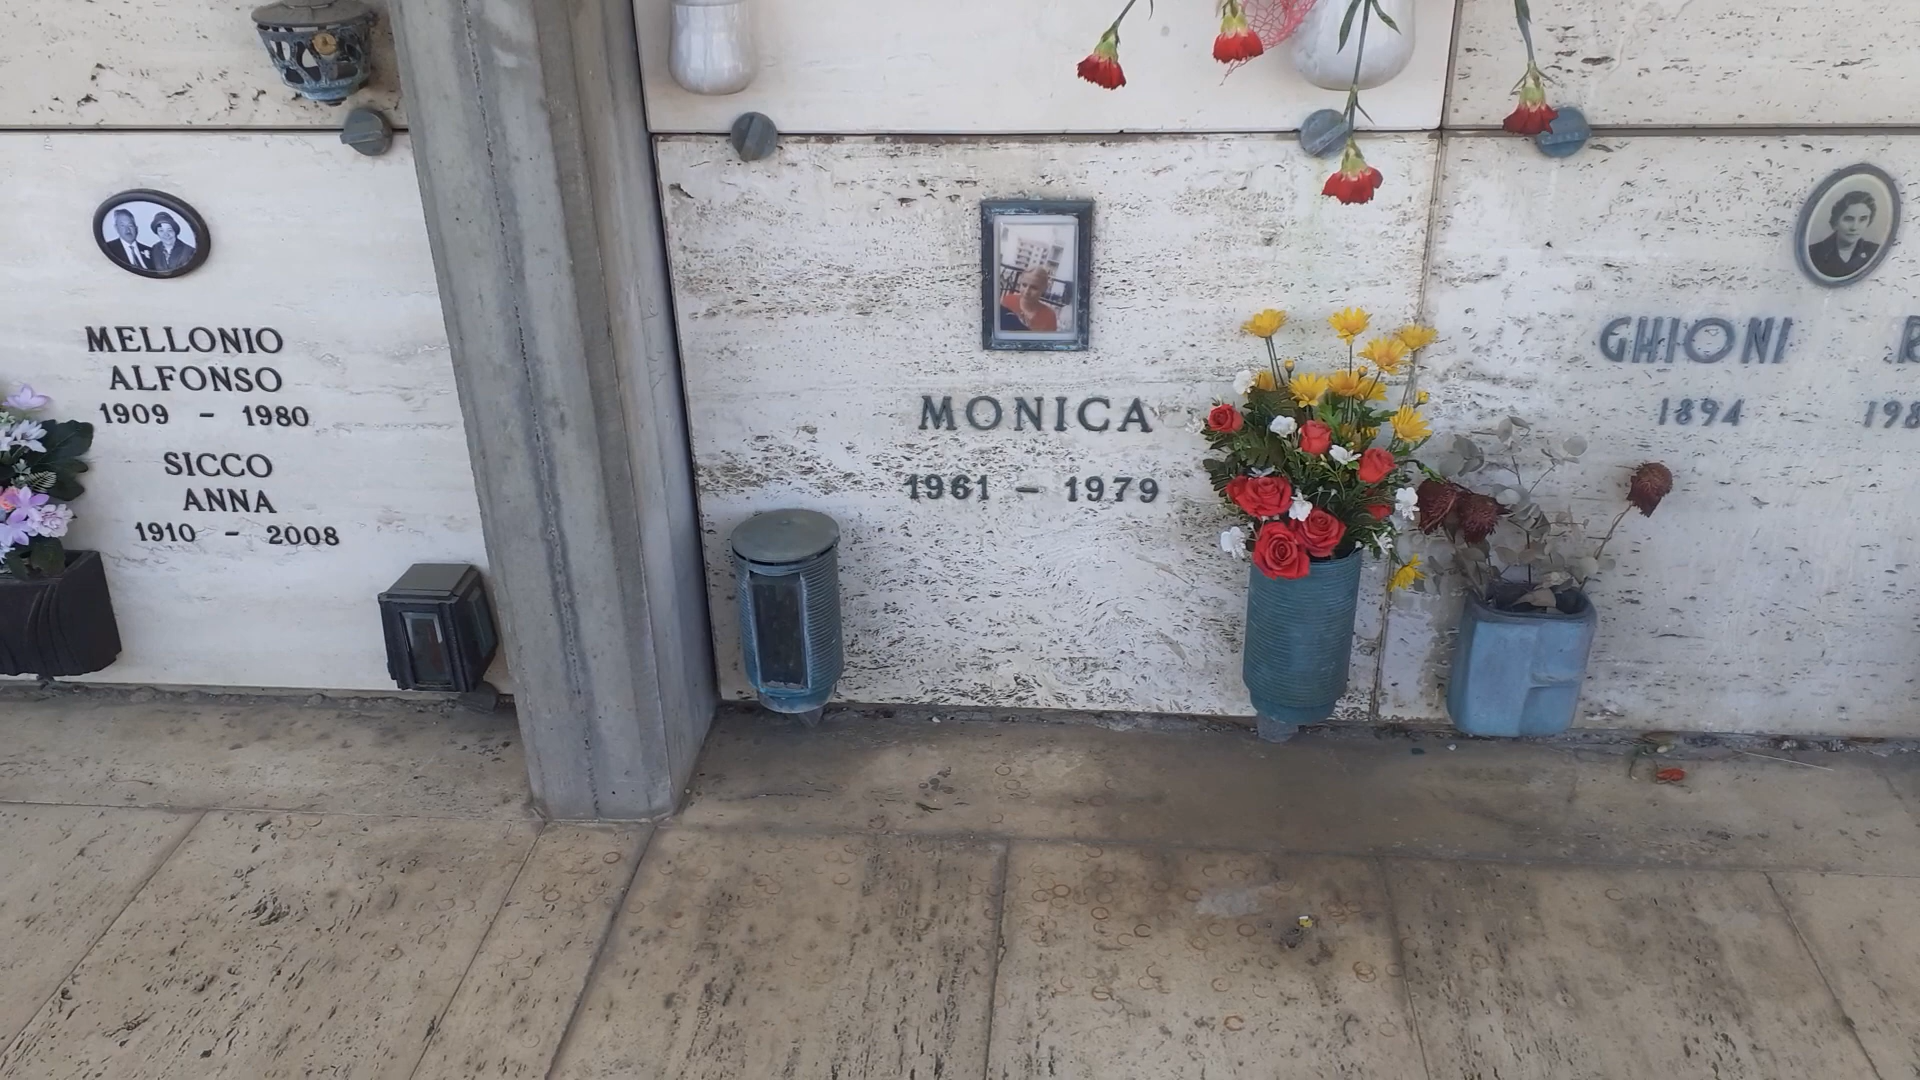 MELLONIO
ALFONSO
1909 - 1980
SICCO
ANNA
1910 - 2008
MONICA
1961 - 1979
GHIONI
1894